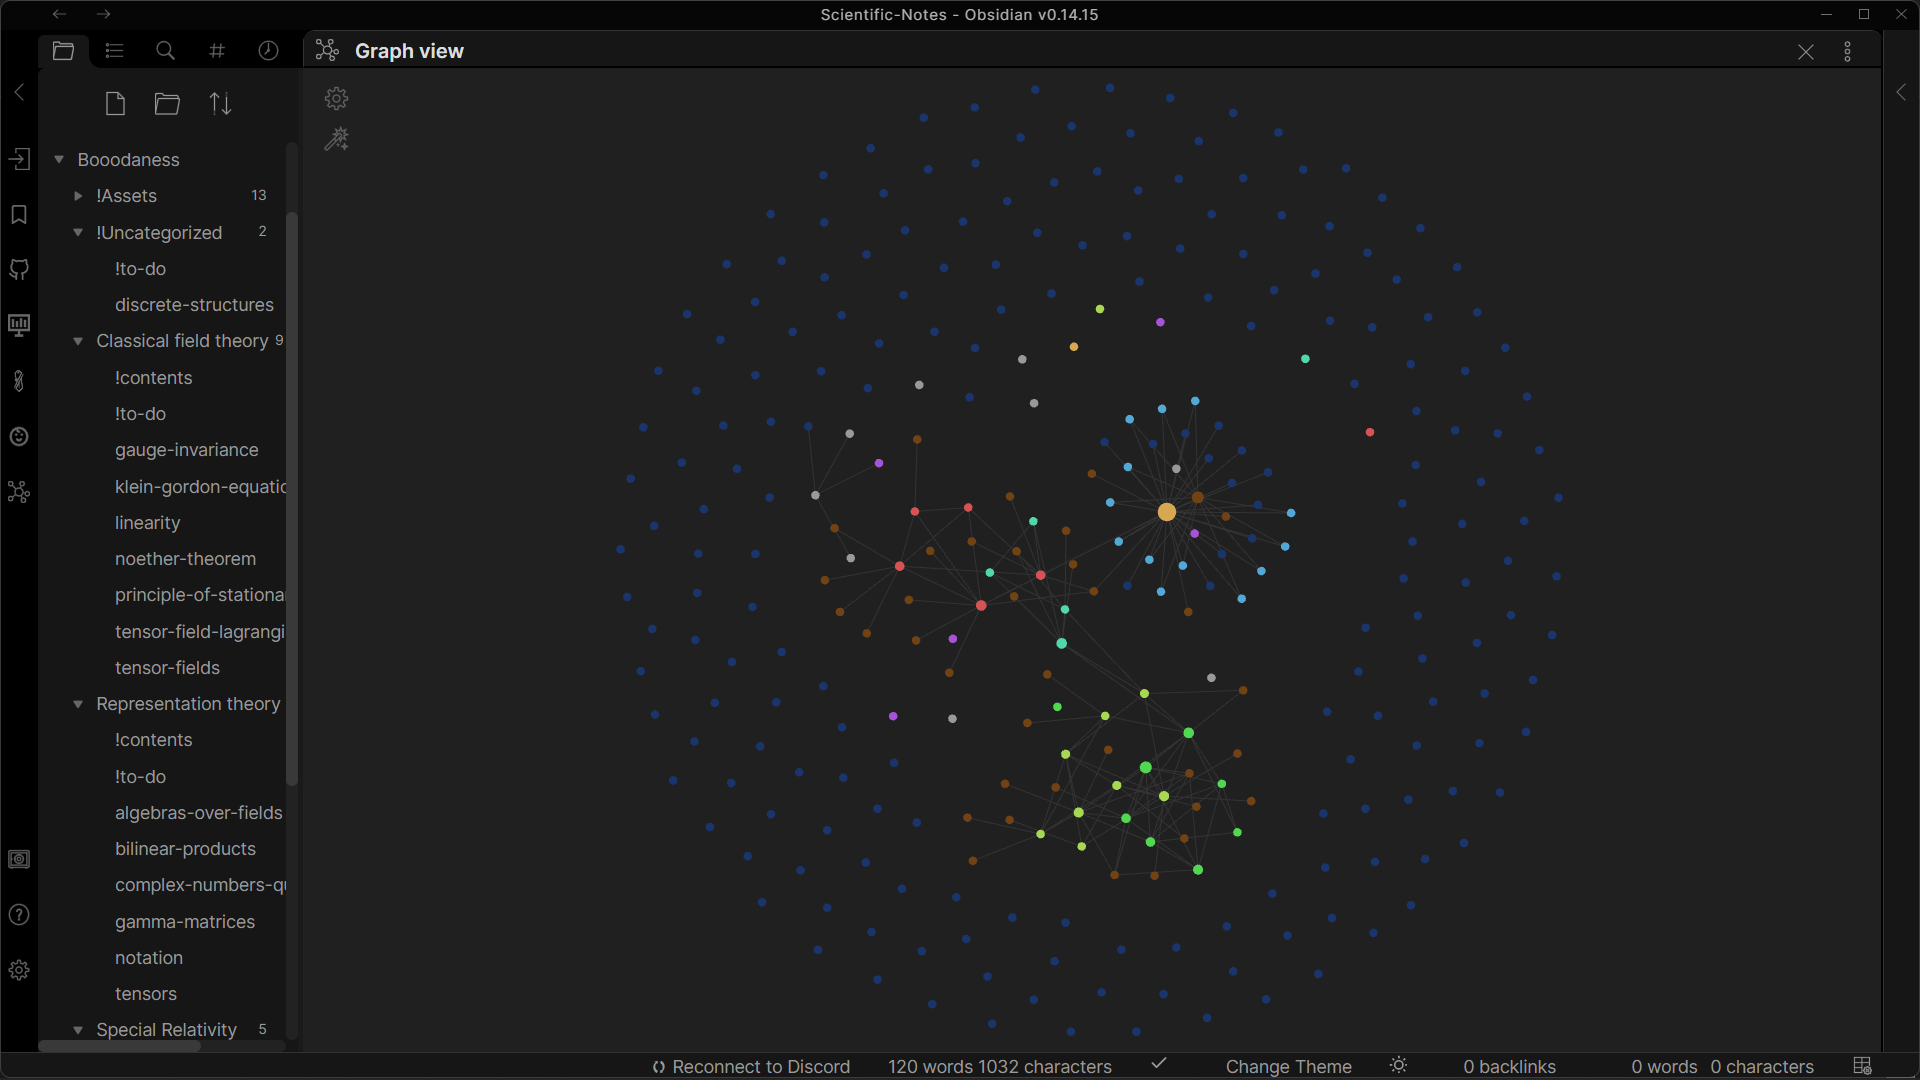 Scientific-Notes - Obsidian v0.14.15
Graph view
Booodaness
!Assets 13
!Uncategorized 2
!to-do
discrete-structures
Classical field theory 9
!contents
!to-do
gauge-invariance
klein-gordon-equatio
linearity
noether-theorem
principle-of-stationa
tensor-field-lagrangi
tensor-fields
Representation theory
!contents
!to-do
algebras-over-fields
bilinear-products
complex-numbers-qu
gamma-matrices
notation
tensors
Special Relativity 5
Reconnect to Discord 120 words 1032 characters Change Theme 0 backlinks 0 words 0 characters